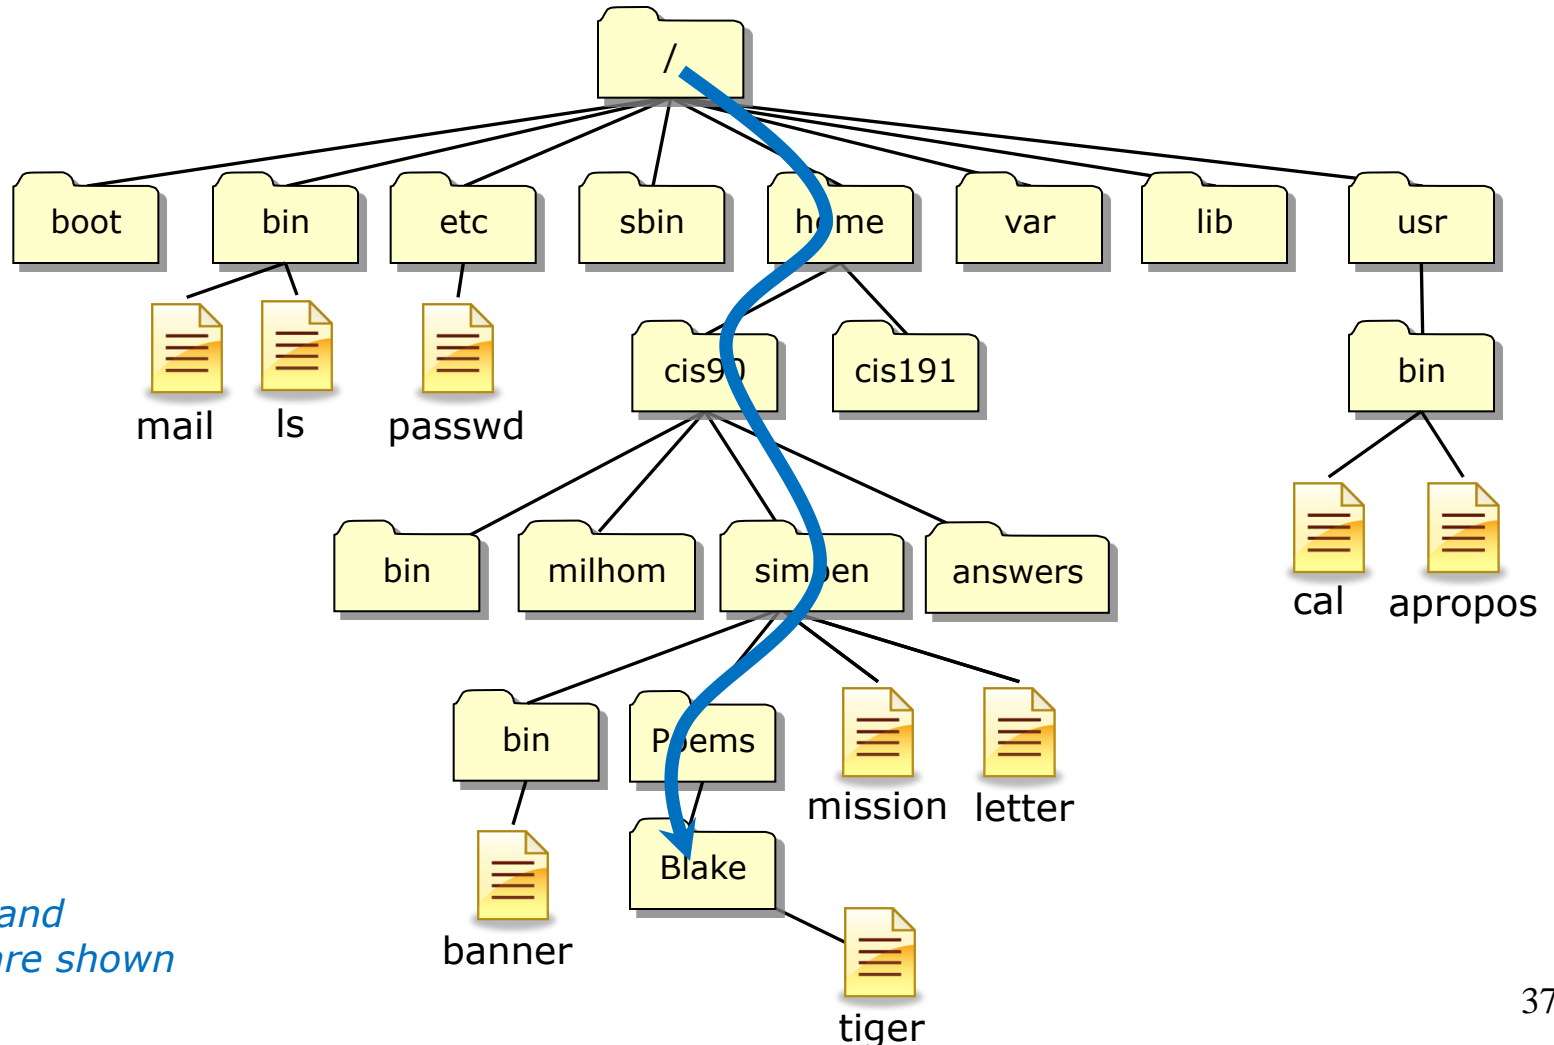 /
boot
bin
etc
sbin
home
var
lib
usr
mail
ls
passwd
cis90
cis191
bin
bin
milhom
simben
answers
cal
apropos
bin
Poems
mission
letter
Blake
banner
tiger
and
are shown
37